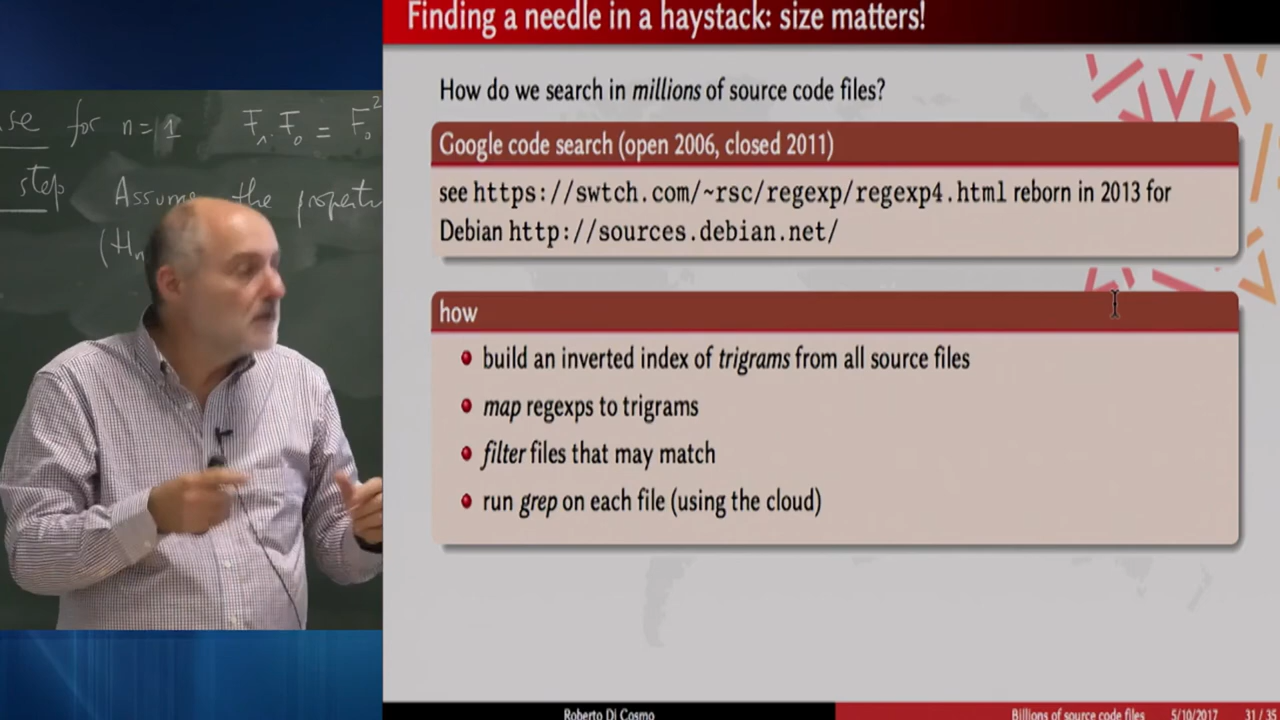 Finding a needle in a haystack: size matters!
How do we search in millions of source code files?
Google code search (open 2006, closed 2011)
see https://swtch.com/~rsc/regexp/regexp4.html reborn in 2013 for
Debian http://sources.debian.net/
how
build an inverted index of trigrams from all source files
map regexps to trigrams
filter files that may match
run grep on each file (using the cloud)
Roberto Di Cosmo
Billions of source code files
5/10/2017
31 / 35
for n = 1
step
Assume the